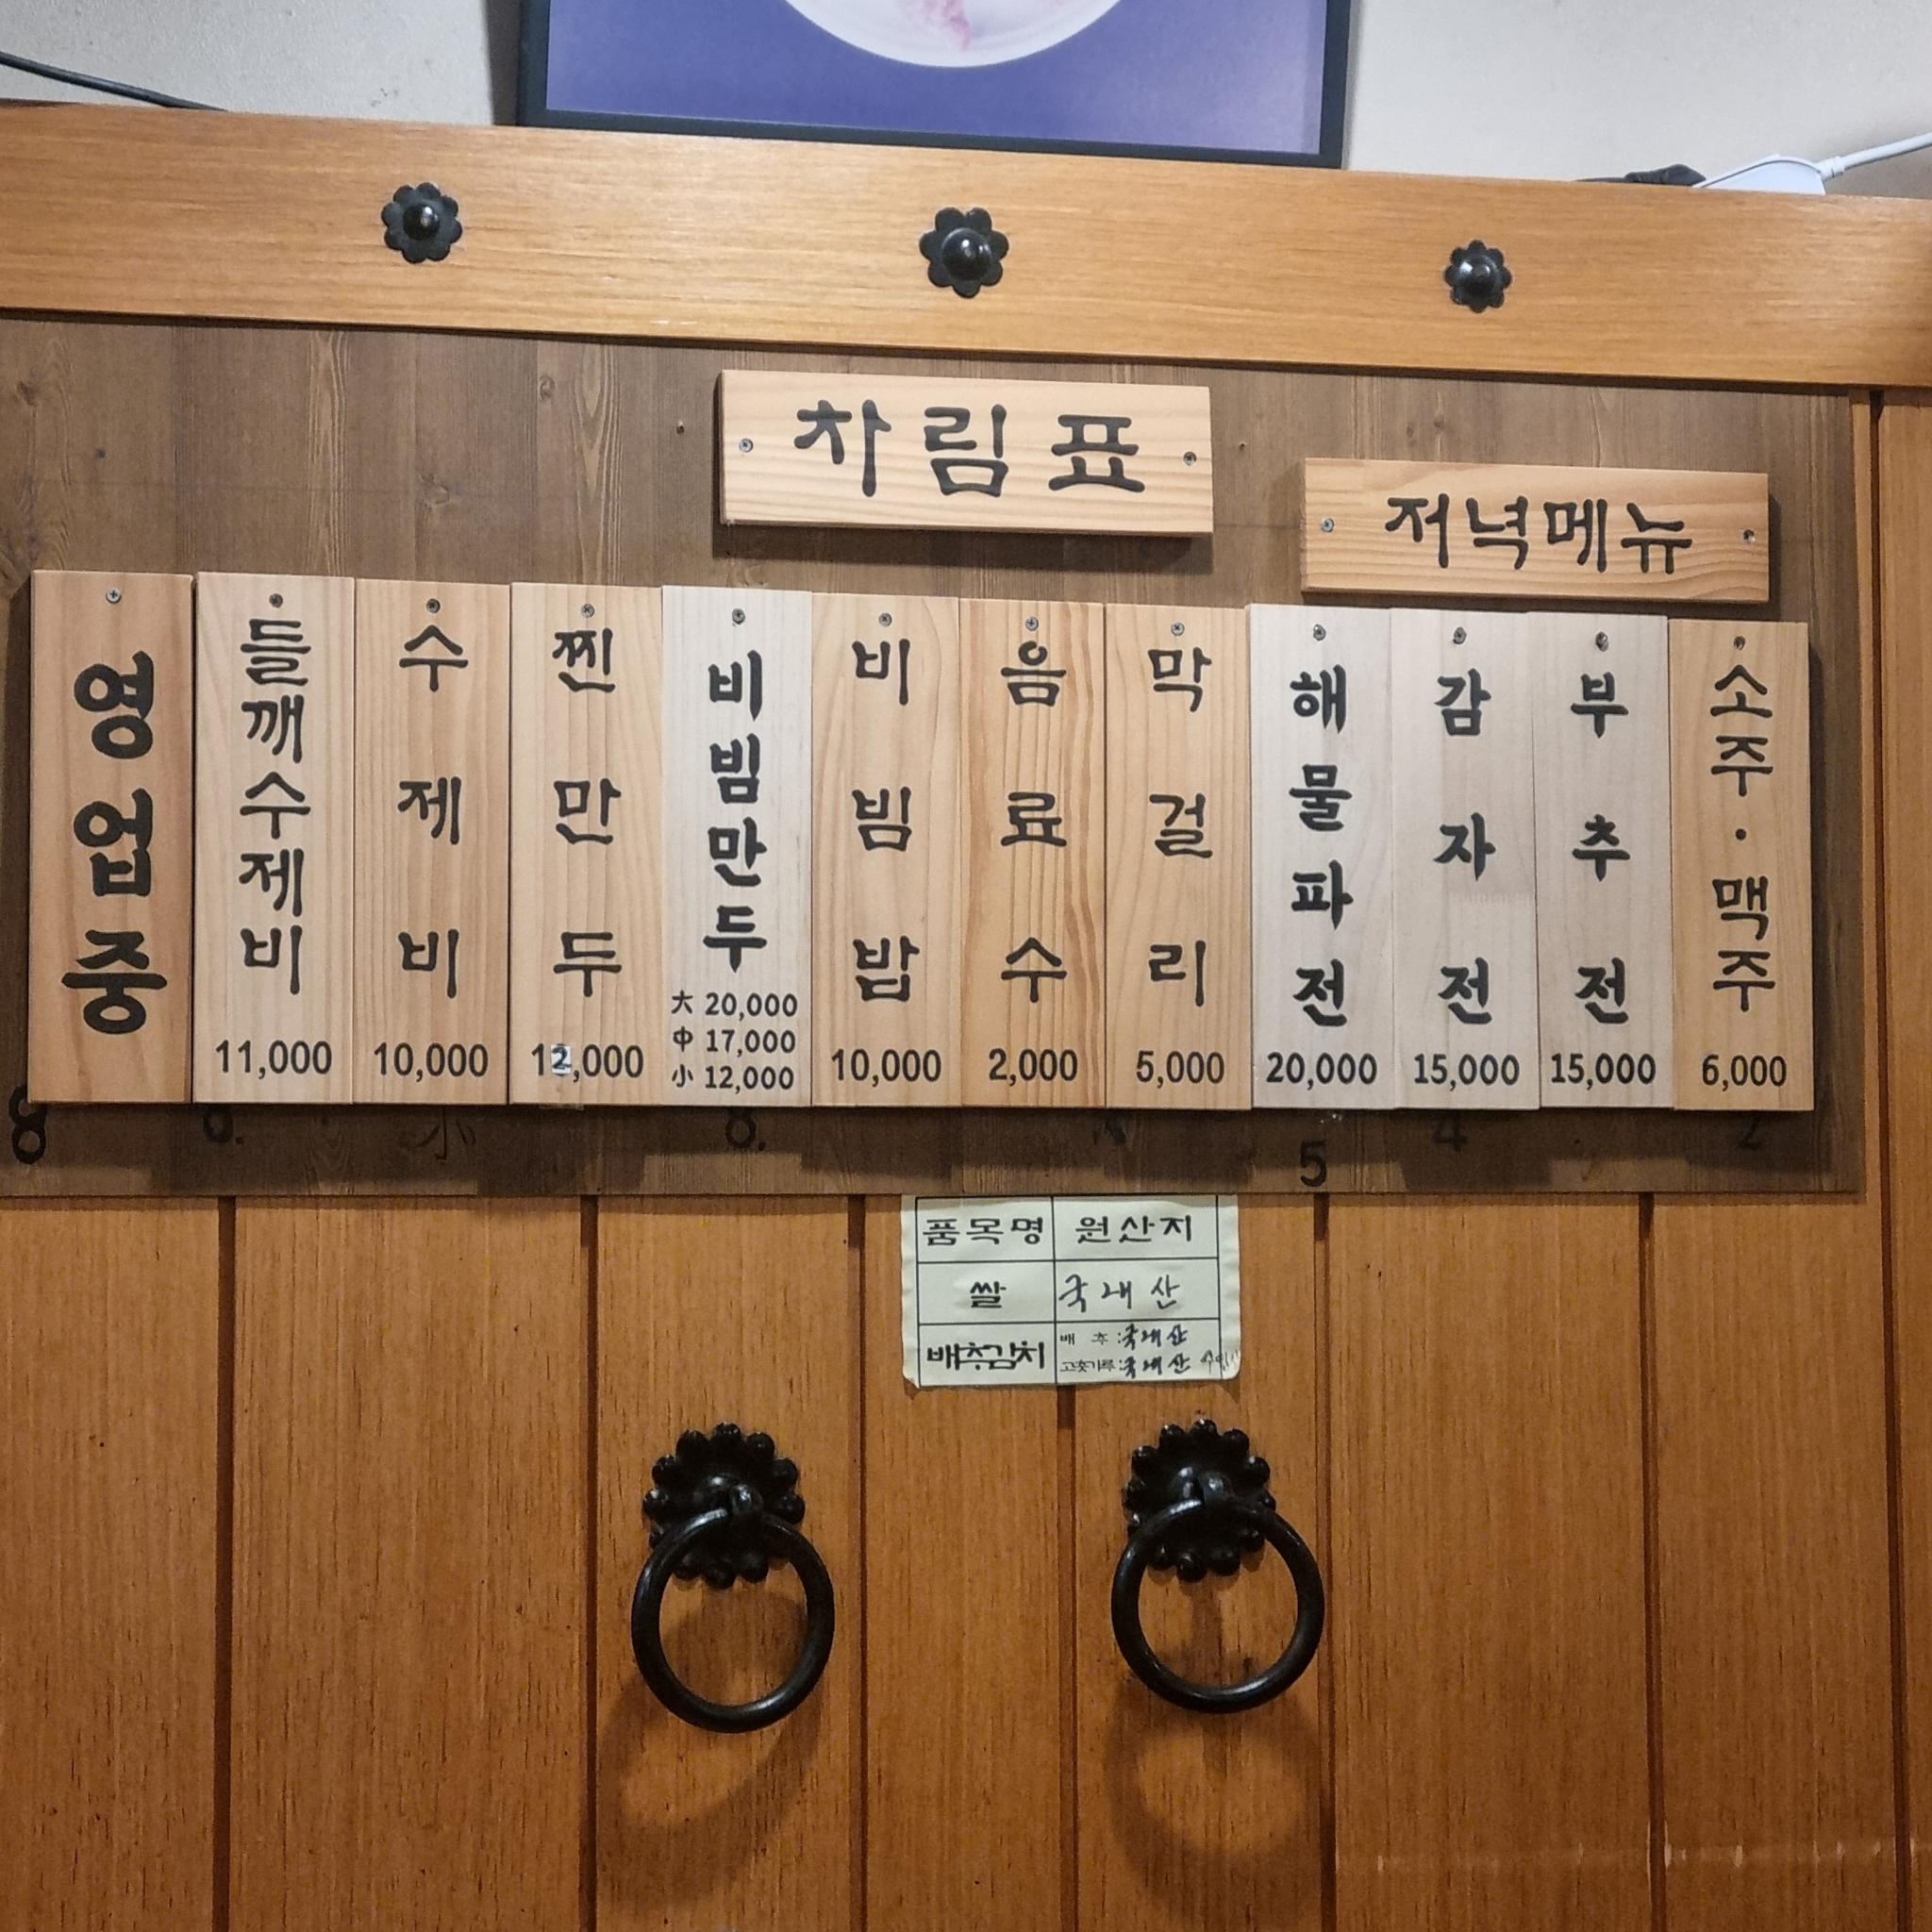 차림표
저녁메뉴
영업중
들깨수제비
11,000
수제비
10,000
찐만두
12,000
비빔만두
大 20,000
中 17,000
小 12,000
비빔밥
10,000
음료수
2,000
막걸리
5,000
해물파전
20,000
감자전
15,000
부추전
15,000
소주·맥주
6,000
품목명 원산지
쌀 국내산
배추김치 배추:국내산
고춧가루:국내산